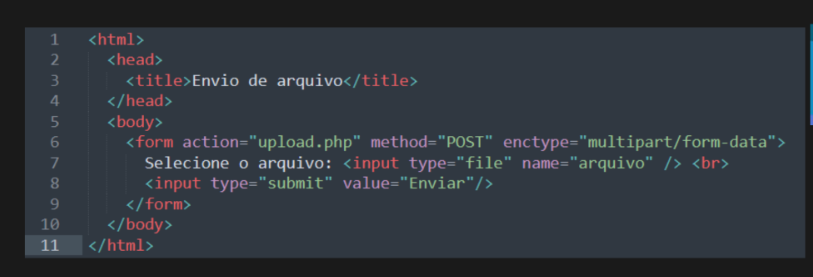 1 <html>
2 <head>
3 <title>Envio de arquivo</title>
4 </head>
5 <body>
6 <form action="upload.php" method="POST" enctype="multipart/form-data">
7 Selecione o arquivo: <input type="file" name="arquivo" /> <br>
8 <input type="submit" value="Enviar"/>
9 </form>
10 </body>
11 </html>